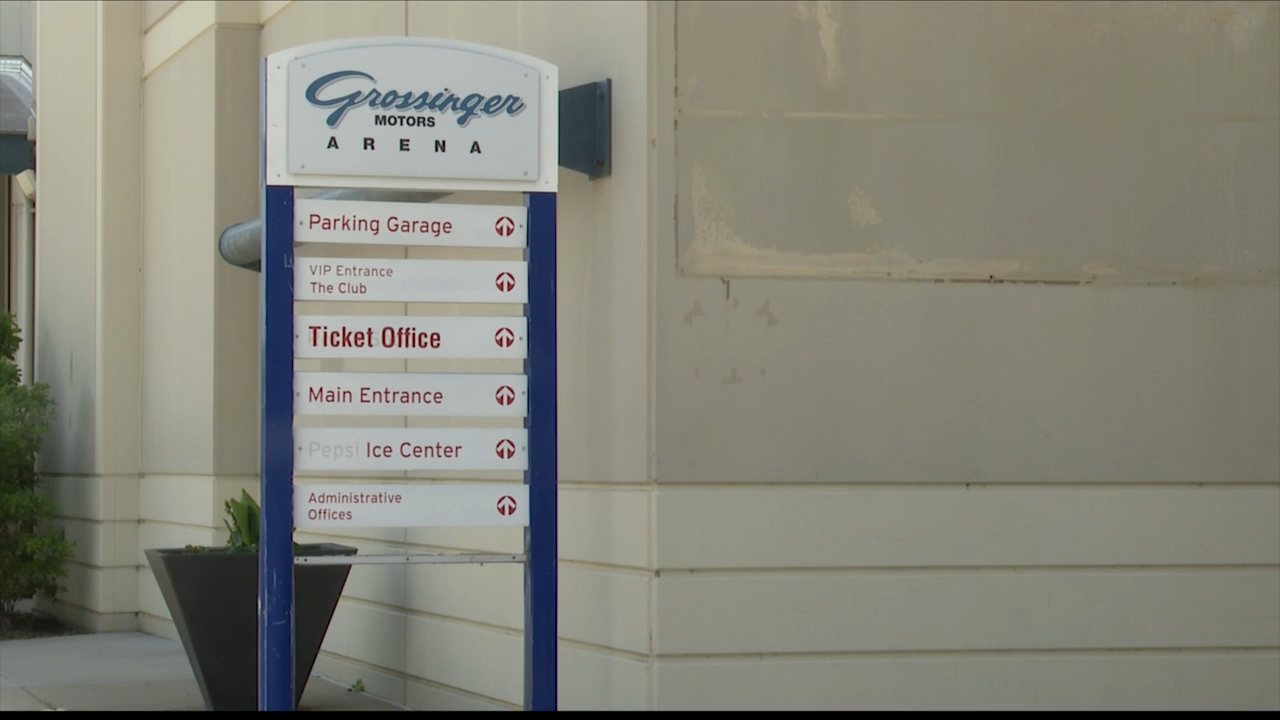 Grossinger
MOTORS
ARENA
Parking Garage
VIP Entrance
The Club
Ticket Office
Main Entrance
Pepsi Ice Center
Administrative
Offices